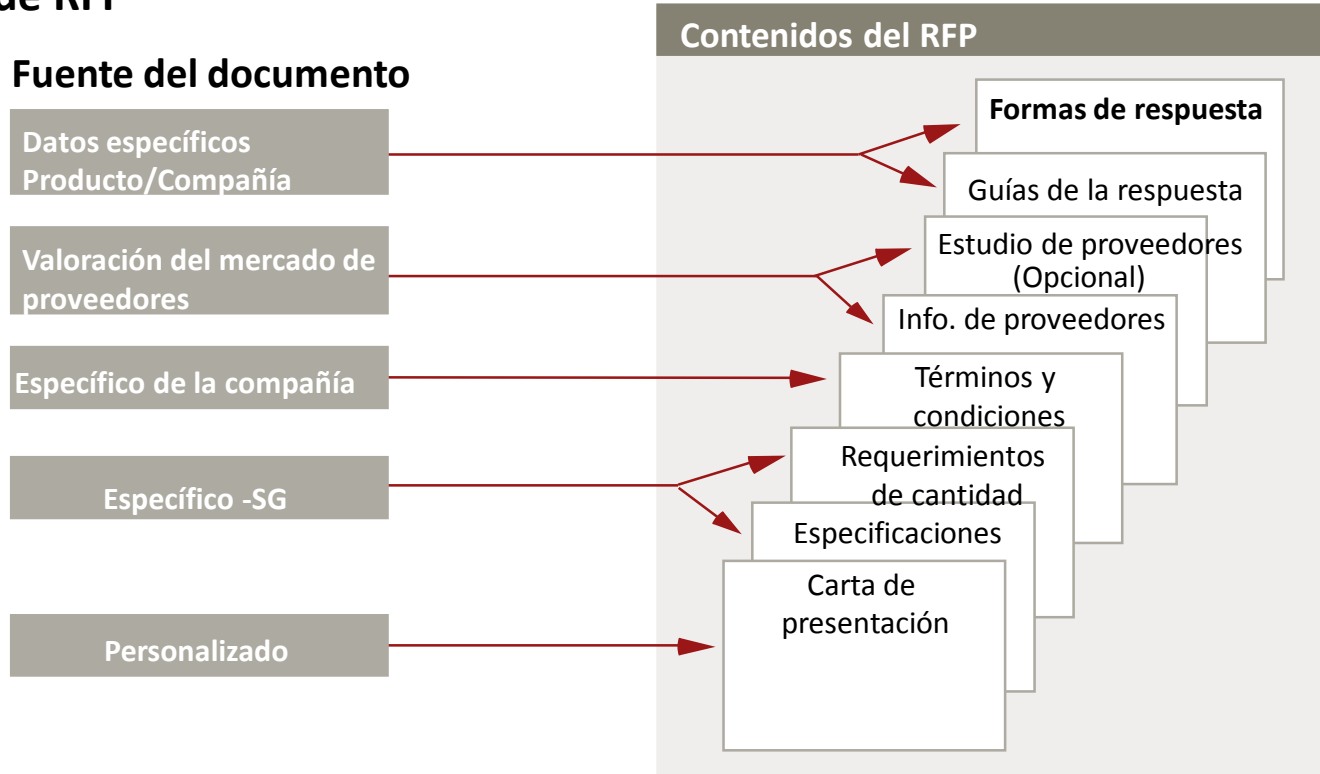 de RFP
Contenidos del RFP
Fuente del documento
Datos específicos
Producto/Compañía
Valoración del mercado de
proveedores
Específico de la compañía
Específico -SG
Personalizado
Formas de respuesta
Guías de la respuesta
Estudio de proveedores
(Opcional)
Info. de proveedores
Términos y
condiciones
Requerimientos
de cantidad
Especificaciones
Carta de
presentación